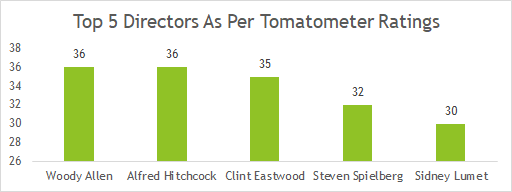 Top 5 Directors As Per Tomatometer Ratings
38
36
34
32
30
28
26
36
36
35
32
30
Woody Allen
Alfred Hitchcock
Clint Eastwood
Steven Spielberg
Sidney Lumet